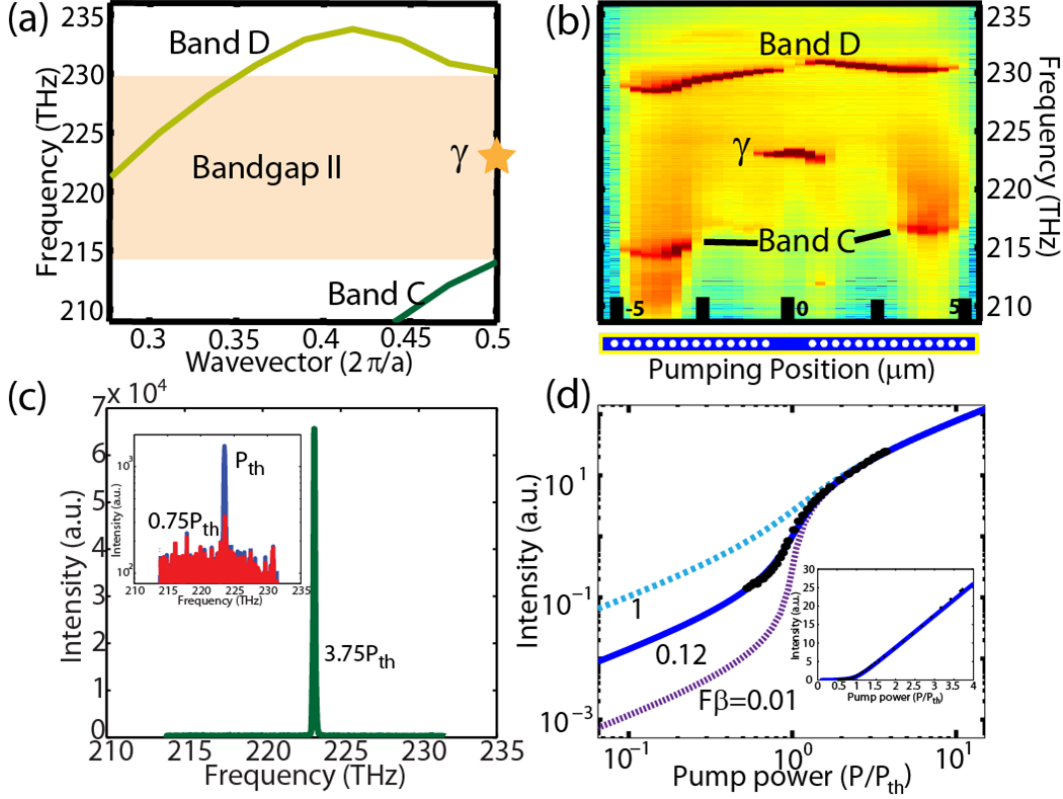 (a)
235
230
225
220
215
210
Frequency (THz)
Band D
Bandgap II
γ
Band C
0.3 0.35 0.4 0.45 0.5
Wavevector (2π/a)
(b)
Band D
γ
Band C
-5 0 5
235
230
225
220
215
210
Frequency (THz)
Pumping Position (μm)
(c)
x 10^4
7
6
5
4
3
2
1
0
Intensity (a.u.)
3.75P_th
210 215 220 225 230 235
Frequency (THz)
10^3
10^2
Intensity (a.u.)
P_th
0.75P_th
210 215 220 225 230 235
Frequency (THz)
(d)
10^1
10^-1
10^-3
Intensity (a.u.)
1
0.12
Fβ=0.01
10^-1 10^0 10^1
Pump power (P/P_th)
30
25
20
15
10
5
0
Intensity (a.u.)
0 0.5 1 1.5 2 2.5 3 3.5 4
Pump power (P/P_th)